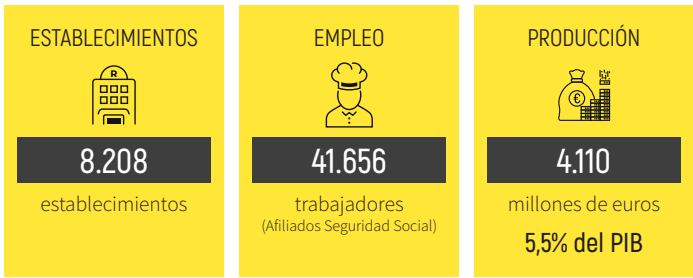 ESTABLECIMIENTOS
R
8.208
establecimientos
EMPLEO
41.656
trabajadores
(Afiliados Seguridad Social)
PRODUCCIÓN
€
4.110
millones de euros
5,5% del PIB